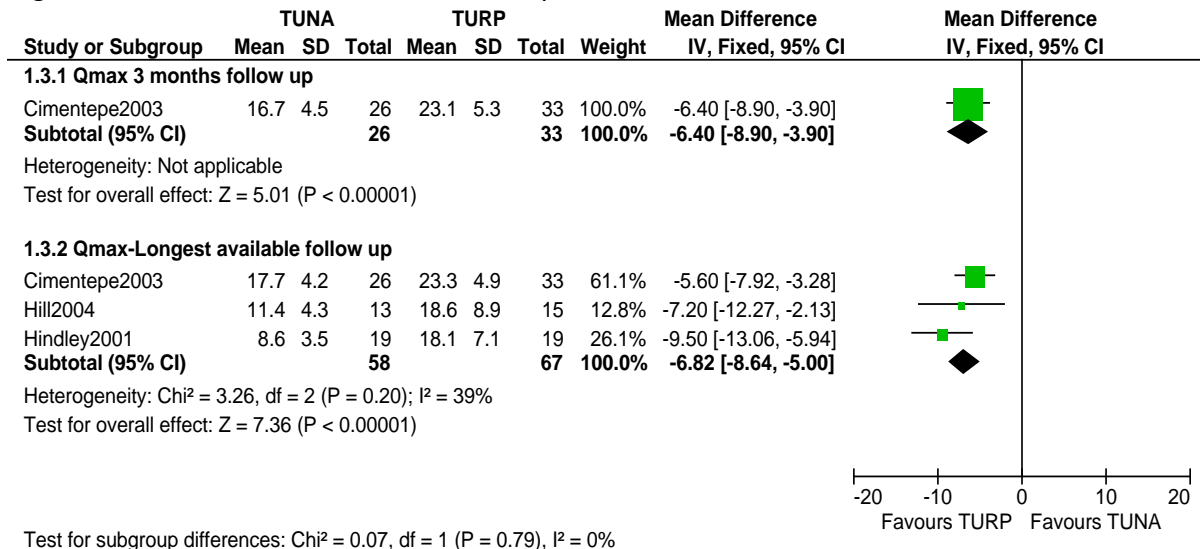 TUNA TURP Mean Difference Mean Difference
Study or Subgroup Mean SD Total Mean SD Total Weight IV, Fixed, 95% CI IV, Fixed, 95% CI
1.3.1 Qmax 3 months follow up
Cimentepe2003 16.7 4.5 26 23.1 5.3 33 100.0% -6.40 [-8.90, -3.90]
Subtotal (95% CI) 26 33 100.0% -6.40 [-8.90, -3.90]
Heterogeneity: Not applicable
Test for overall effect: Z = 5.01 (P < 0.00001)
1.3.2 Qmax-Longest available follow up
Cimentepe2003 17.7 4.2 26 23.3 4.9 33 61.1% -5.60 [-7.92, -3.28]
Hill2004 11.4 4.3 13 18.6 8.9 15 12.8% -7.20 [-12.27, -2.13]
Hindley2001 8.6 3.5 19 18.1 7.1 19 26.1% -9.50 [-13.06, -5.94]
Subtotal (95% CI) 58 67 100.0% -6.82 [-8.64, -5.00]
Heterogeneity: Chi² = 3.26, df = 2 (P = 0.20); I² = 39%
Test for overall effect: Z = 7.36 (P < 0.00001)
-20 -10 0 10 20
Favours TURP Favours TUNA
Test for subgroup differences: Chi² = 0.07, df = 1 (P = 0.79), I² = 0%